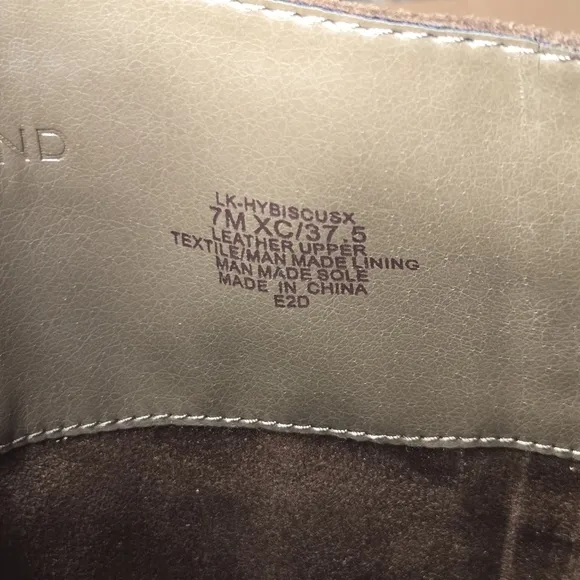 ND
LK-HYBISCUSX
7M XC/37.5
LEATHER UPPER
TEXTILE/MAN MADE LINING
MAN MADE SOLE
MADE IN CHINA
E2D